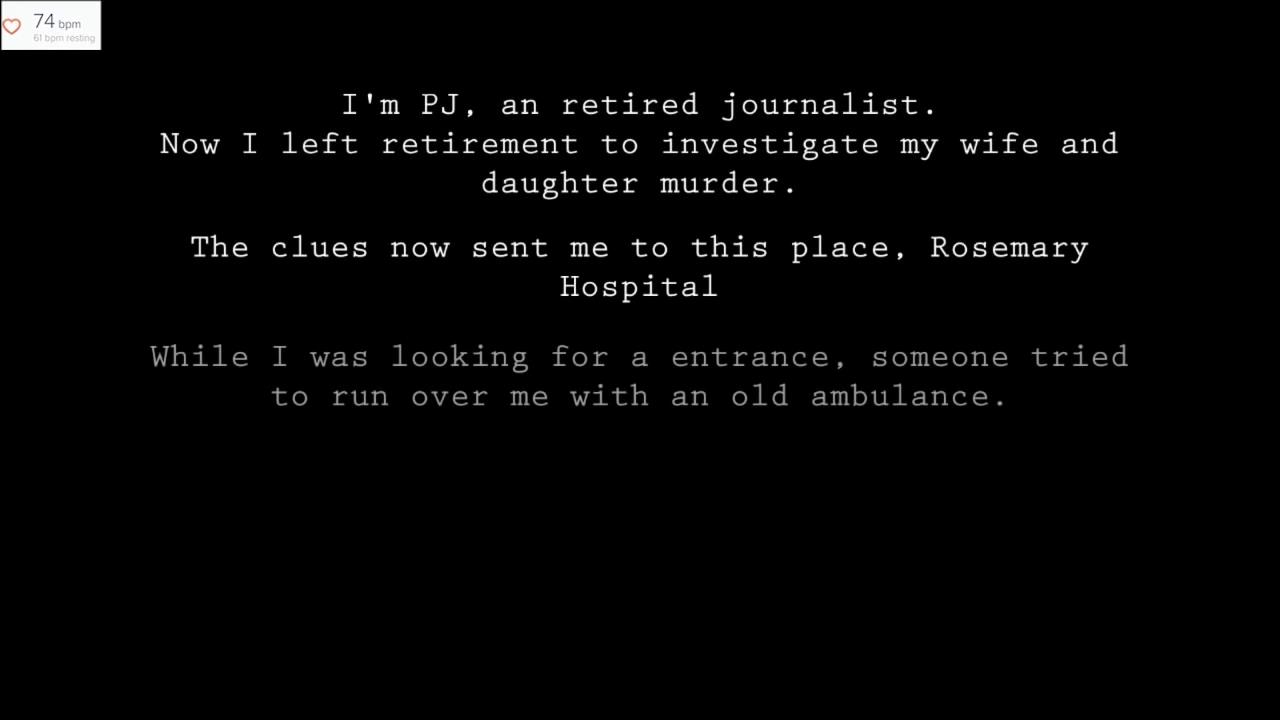 74 bpm
61 bpm resting
I'm PJ, an retired journalist.
Now I left retirement to investigate my wife and
daughter murder.
The clues now sent me to this place, Rosemary
Hospital
While I was looking for a entrance, someone tried
to run over me with an old ambulance.